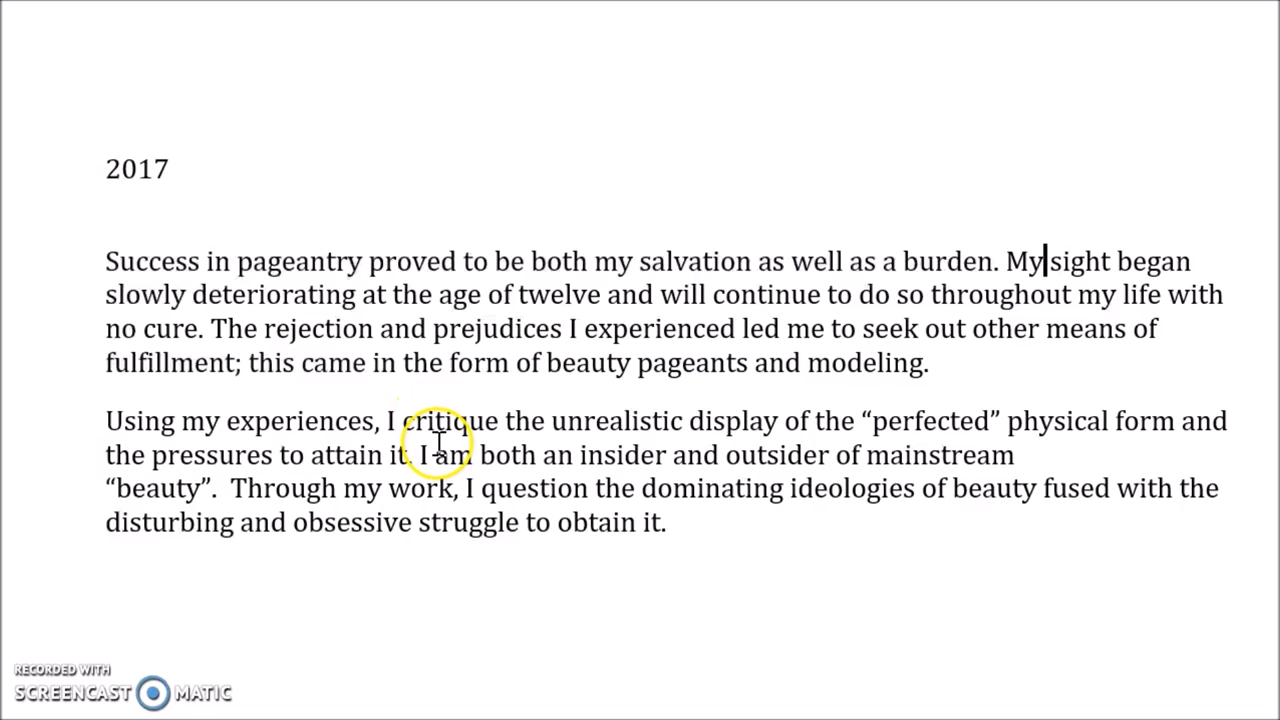 2017
Success in pageantry proved to be both my salvation as well as a burden. My sight began
slowly deteriorating at the age of twelve and will continue to do so throughout my life with
no cure. The rejection and prejudices I experienced led me to seek out other means of
fulfillment; this came in the form of beauty pageants and modeling.
Using my experiences, I critique the unrealistic display of the “perfected” physical form and
the pressures to attain it. I am both an insider and outsider of mainstream
“beauty”.  Through my work, I question the dominating ideologies of beauty fused with the
disturbing and obsessive struggle to obtain it.
RECORDED WITH
SCREENCAST MATIC